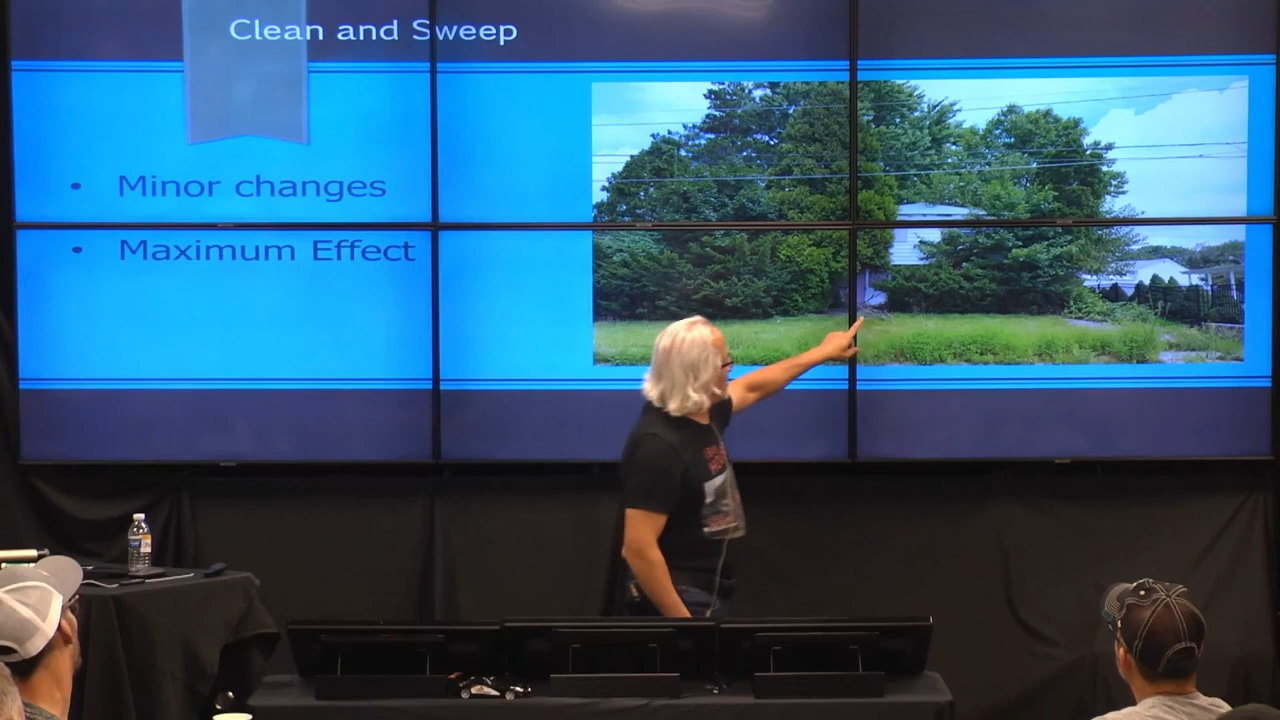 Clean and Sweep
• Minor changes
• Maximum Effect